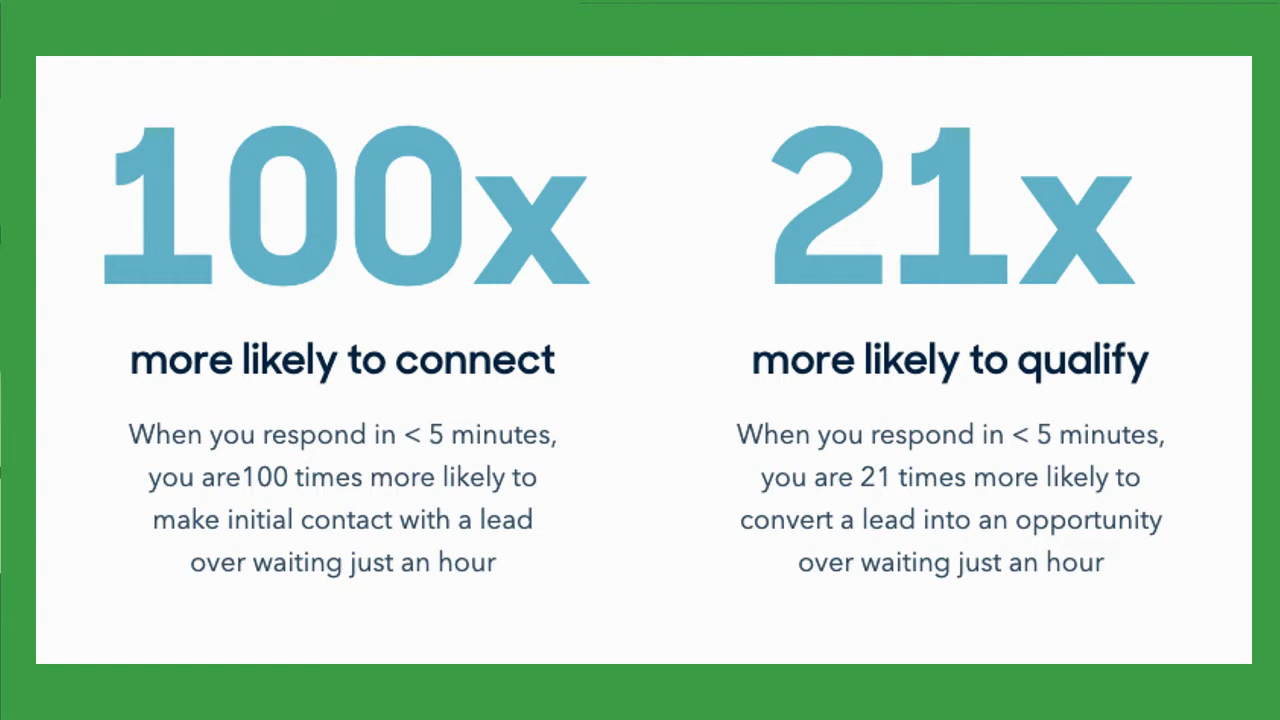 100x
more likely to connect
When you respond in < 5 minutes,
you are100 times more likely to
make initial contact with a lead
over waiting just an hour
21x
more likely to qualify
When you respond in < 5 minutes,
you are 21 times more likely to
convert a lead into an opportunity
over waiting just an hour